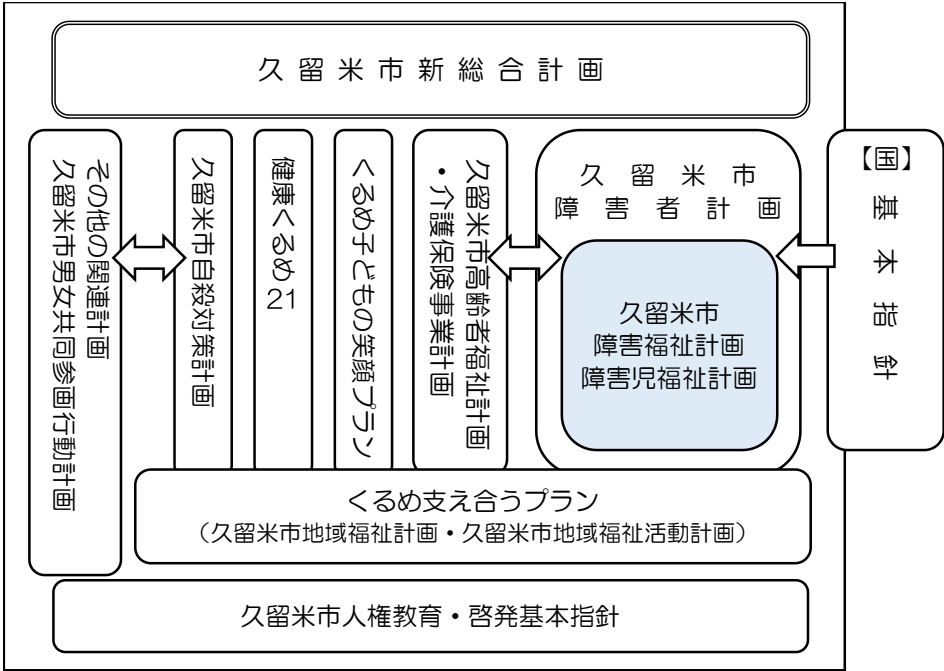 久留米市新総合計画
その他の関連計画
久留米市男女共同参画行動計画
久留米市自殺対策計画
健康くるめ21
くるめ子どもの笑顔プラン
久留米市高齢者福祉計画
・介護保険事業計画
久留米市
障害者計画
久留米市
障害福祉計画
障害児福祉計画
【国】基本指針
くるめ支え合うプラン
（久留米市地域福祉計画・久留米市地域福祉活動計画）
久留米市人権教育・啓発基本指針